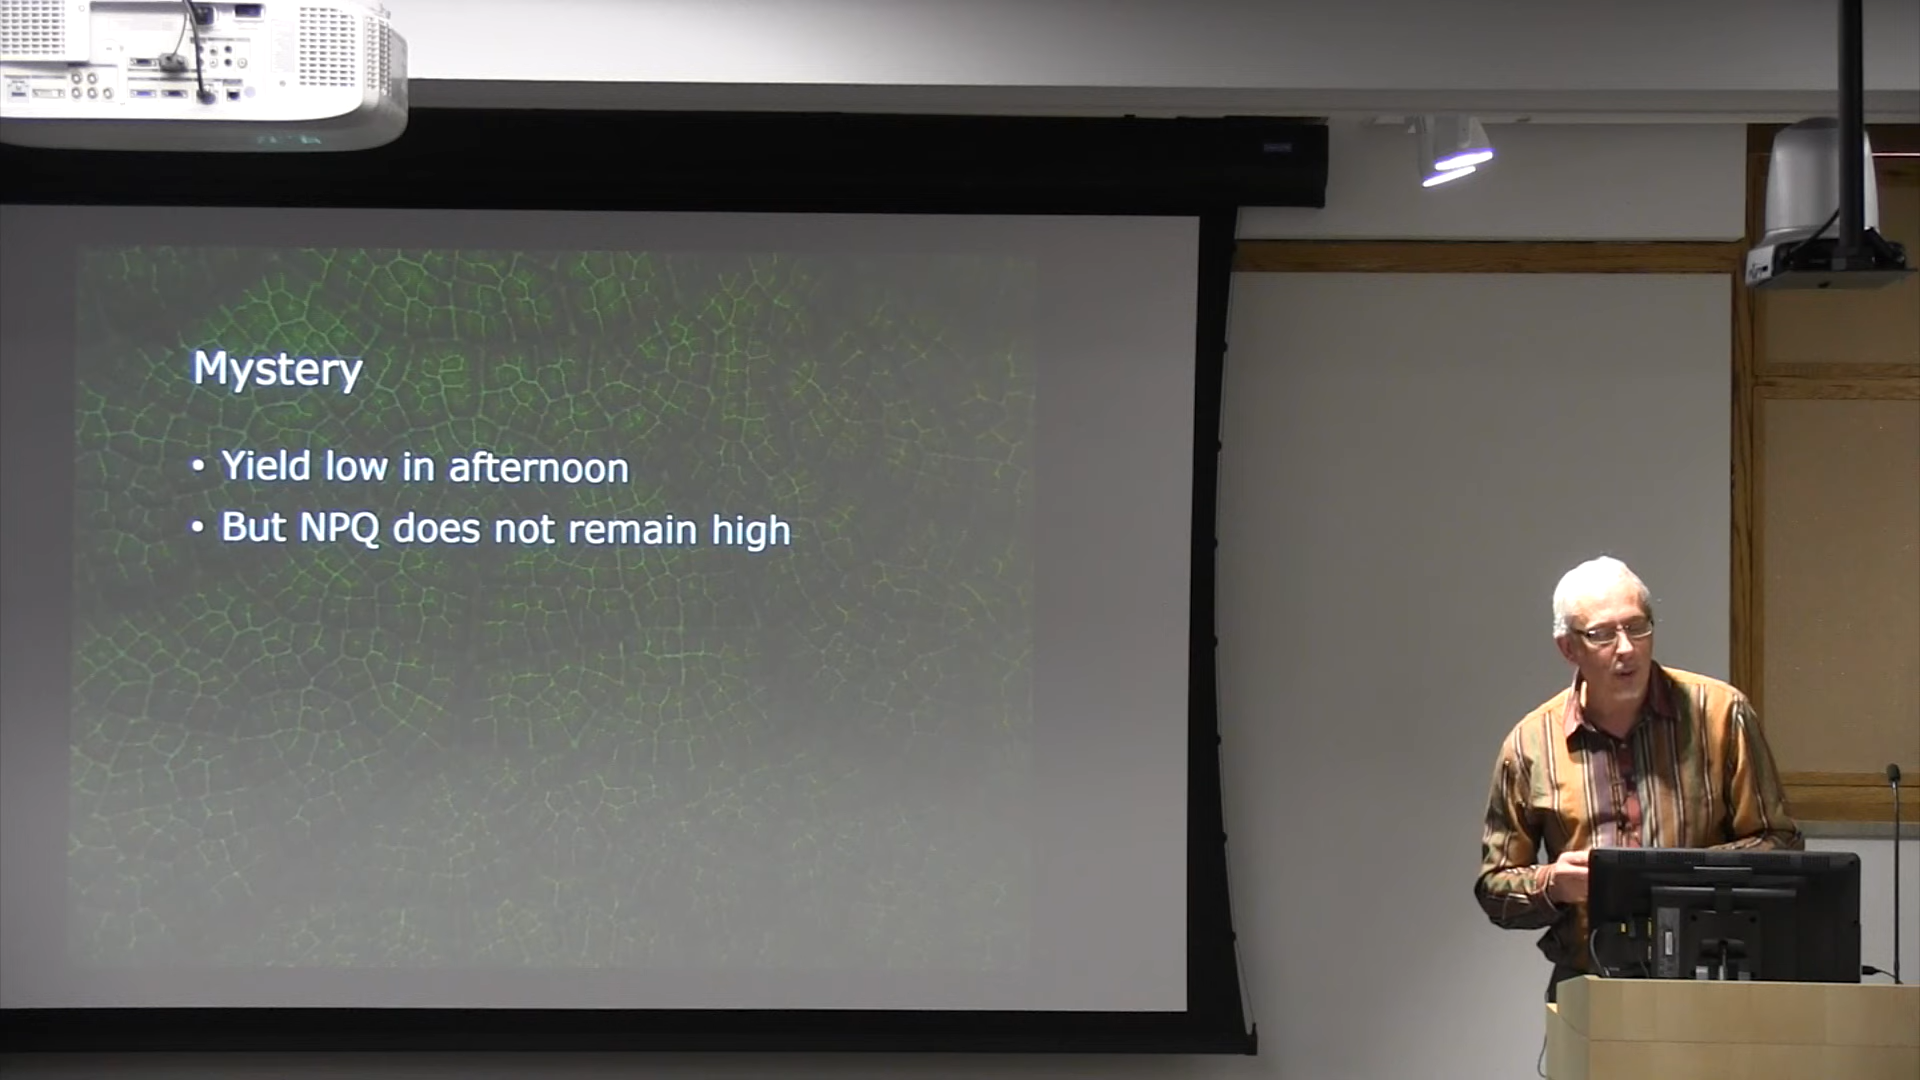 Mystery
• Yield low in afternoon
• But NPQ does not remain high